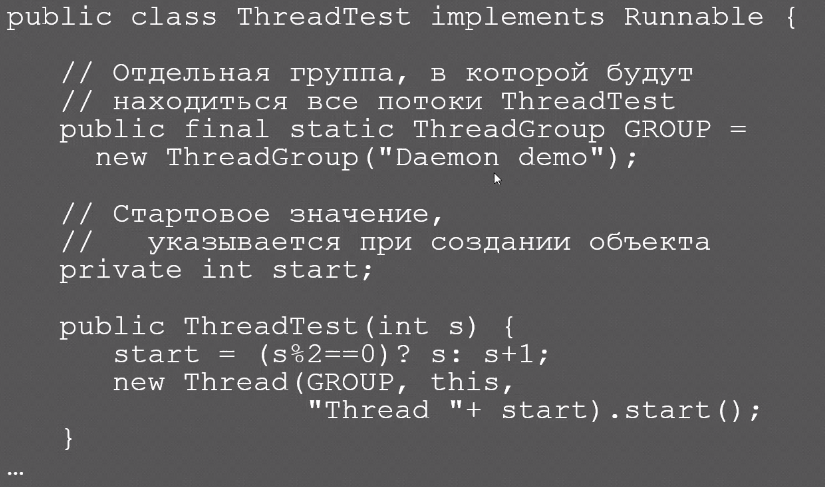 public class ThreadTest implements Runnable {
// Отдельная группа, в которой будут
// находиться все потоки ThreadTest
public final static ThreadGroup GROUP =
new ThreadGroup("Daemon demo");
// Стартовое значение,
//   указывается при создании объекта
private int start;
public ThreadTest(int s) {
start = (s%2==0)? s: s+1;
new Thread(GROUP, this,
"Thread "+ start).start();
}
…